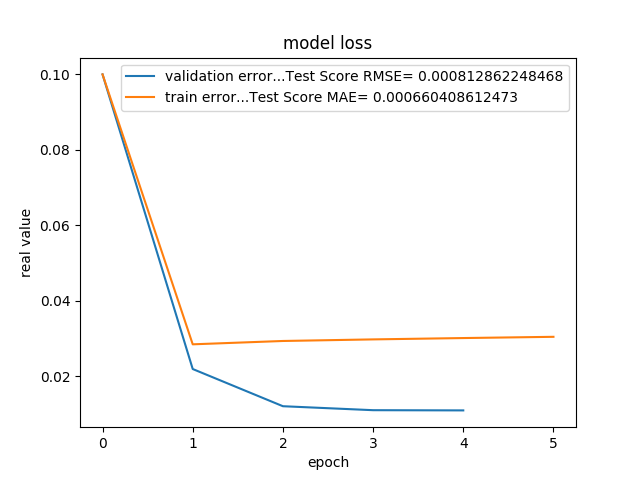 model loss
validation error...Test Score RMSE= 0.000812862248468
train error...Test Score MAE= 0.000660408612473
real value
0.10
0.08
0.06
0.04
0.02
0 1 2 3 4 5
epoch